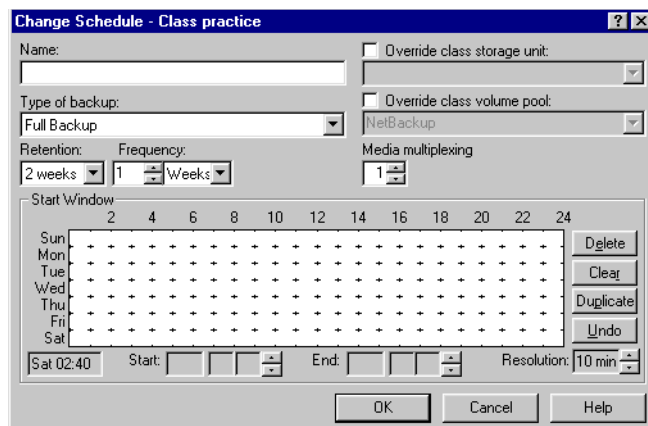 Change Schedule - Class practice
Name:
Override class storage unit:
Type of backup:
Override class volume pool:
Full Backup
NetBackup
Retention:
Frequency:
Media multiplexing
2 weeks
1
Weeks
1
Start Window
2 4 6 8 10 12 14 16 18 20 22 24
Sun
Mon
Tue
Wed
Thu
Fri
Sat
Delete
Clear
Duplicate
Undo
Sat 02:40
Start:
End:
Resolution:
10 min
OK
Cancel
Help